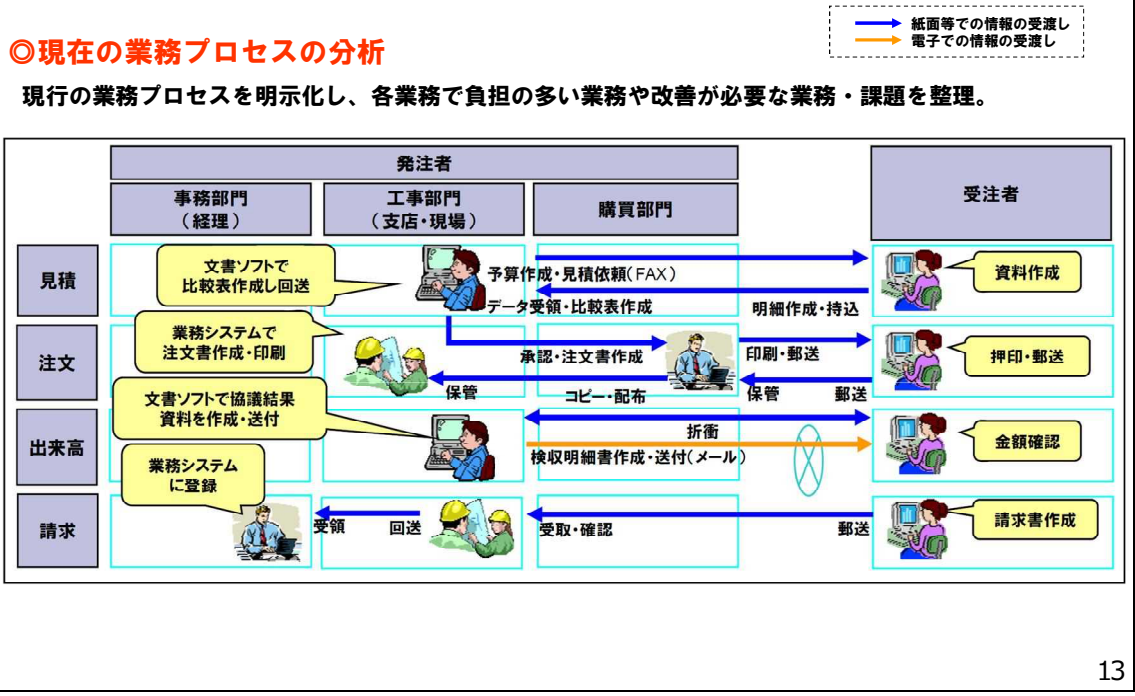 紙面等での情報の受渡し
電子での情報の受渡し
◎現在の業務プロセスの分析
現行の業務プロセスを明示化し、各業務で負担の多い業務や改善が必要な業務・課題を整理。
発注者
受注者
事務部門
（経理）
工事部門
（支店・現場）
購買部門
見積
文書ソフトで
比較表作成し回送
予算作成・見積依頼(FAX)
データ受領・比較表作成
明細作成・持込
資料作成
注文
業務システムで
注文書作成・印刷
承認・注文書作成
印刷・郵送
押印・郵送
保管
コピー・配布
保管
郵送
出来高
文書ソフトで協議結果
資料を作成・送付
折衝
検収明細書作成・送付(メール)
金額確認
請求
業務システム
に登録
受領
回送
受取・確認
郵送
請求書作成
13